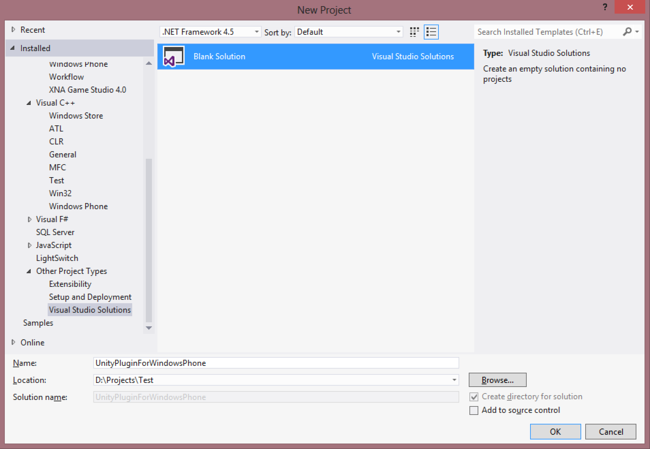 New Project
? ×
Recent
.NET Framework 4.5 Sort by: Default
Search Installed Templates (Ctrl+E)
Installed
Windows Phone
Workflow
XNA Game Studio 4.0
Visual C++
Windows Store
ATL
CLR
General
MFC
Test
Win32
Windows Phone
Visual F#
SQL Server
JavaScript
LightSwitch
Other Project Types
Extensibility
Setup and Deployment
Visual Studio Solutions
Samples
Online
Blank Solution Visual Studio Solutions
Type: Visual Studio Solutions
Create an empty solution containing no
projects
Name: UnityPluginForWindowsPhone
Location: D:\Projects\Test
Browse...
Solution name: UnityPluginForWindowsPhone
Create directory for solution
Add to source control
OK Cancel